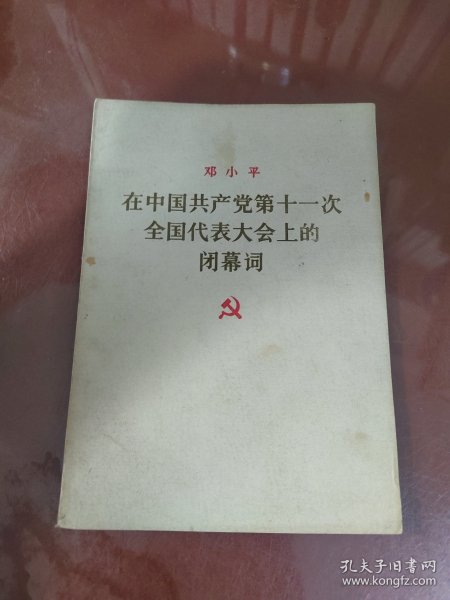 邓小平
在中国共产党第十一次
全国代表大会上的
闭幕词
孔夫子旧书网
www.kongfz.com